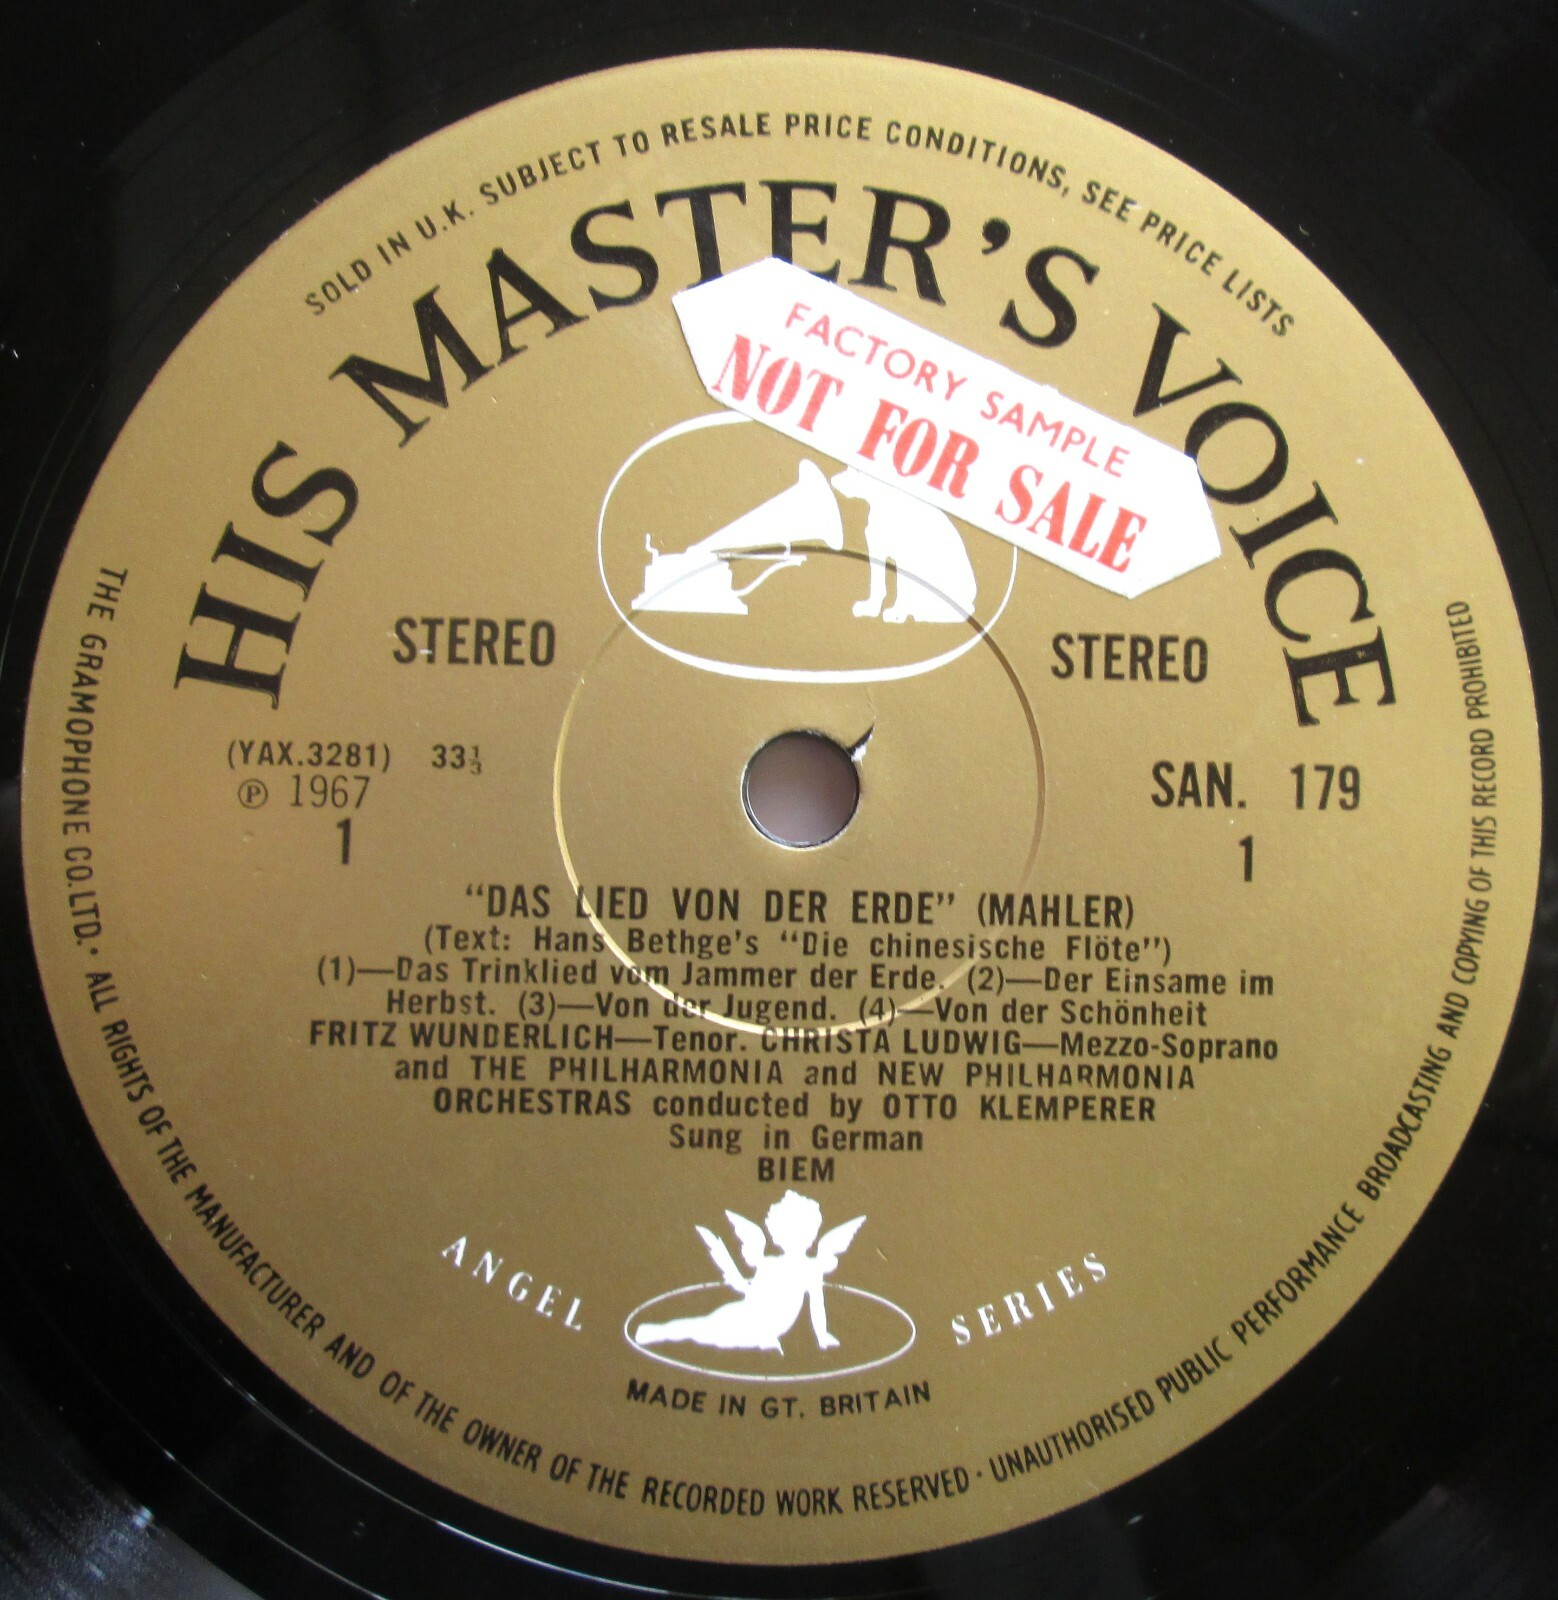 SOLD IN U.K. SUBJECT TO RESALE PRICE CONDITIONS, SEE PRICE LISTS
HIS MASTER'S VOICE
FACTORY SAMPLE
NOT FOR SALE
STEREO STEREO
(YAX.3281) 33⅓
SAN. 179
℗ 1967
1 1
"DAS LIED VON DER ERDE" (MAHLER)
(Text: Hans Bethge's "Die chinesische Flöte")
(1)—Das Trinklied vom Jammer der Erde. (2)—Der Einsame im
Herbst. (3)—Von der Jugend. (4)—Von der Schönheit
FRITZ WUNDERLICH—Tenor. CHRISTA LUDWIG—Mezzo-Soprano
and THE PHILHARMONIA and NEW PHILHARMONIA
ORCHESTRAS conducted by OTTO KLEMPERER
Sung in German
BIEM
ANGEL SERIES
MADE IN GT. BRITAIN
THE GRAMOPHONE CO. LTD. · ALL RIGHTS OF THE MANUFACTURER AND OF THE OWNER OF THE RECORDED WORK RESERVED · UNAUTHORISED PUBLIC PERFORMANCE BROADCASTING AND COPYING OF THIS RECORD PROHIBITED